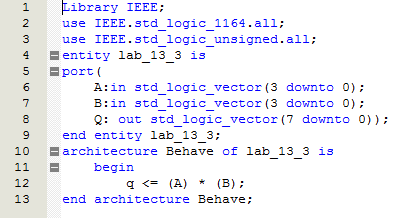 1 Library IEEE;
2 use IEEE.std_logic_1164.all;
3 use IEEE.std_logic_unsigned.all;
4 entity lab_13_3 is
5 port(
6 A:in std_logic_vector(3 downto 0);
7 B:in std_logic_vector(3 downto 0);
8 Q: out std_logic_vector(7 downto 0));
9 end entity lab_13_3;
10 architecture Behave of lab_13_3 is
11 begin
12 q <= (A) * (B);
13 end architecture Behave;